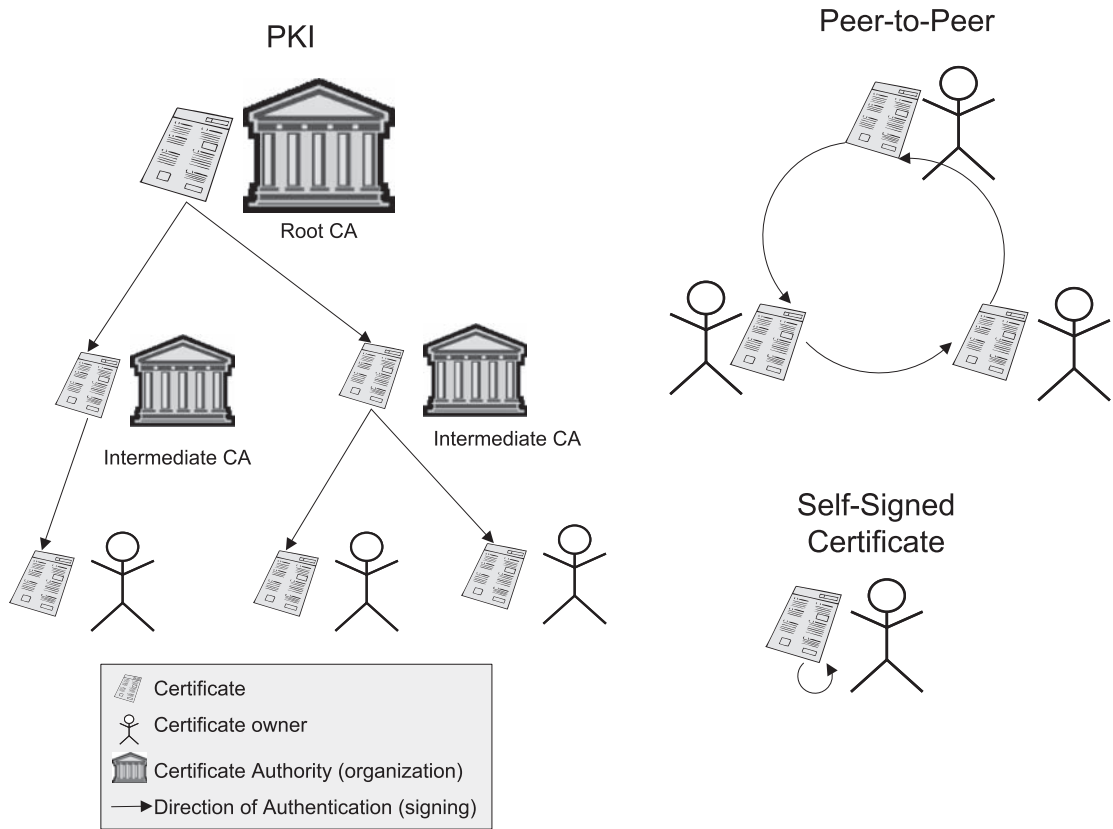 PKI
Root CA
Intermediate CA
Intermediate CA
Peer-to-Peer
Self-Signed
Certificate
Certificate
Certificate owner
Certificate Authority (organization)
Direction of Authentication (signing)